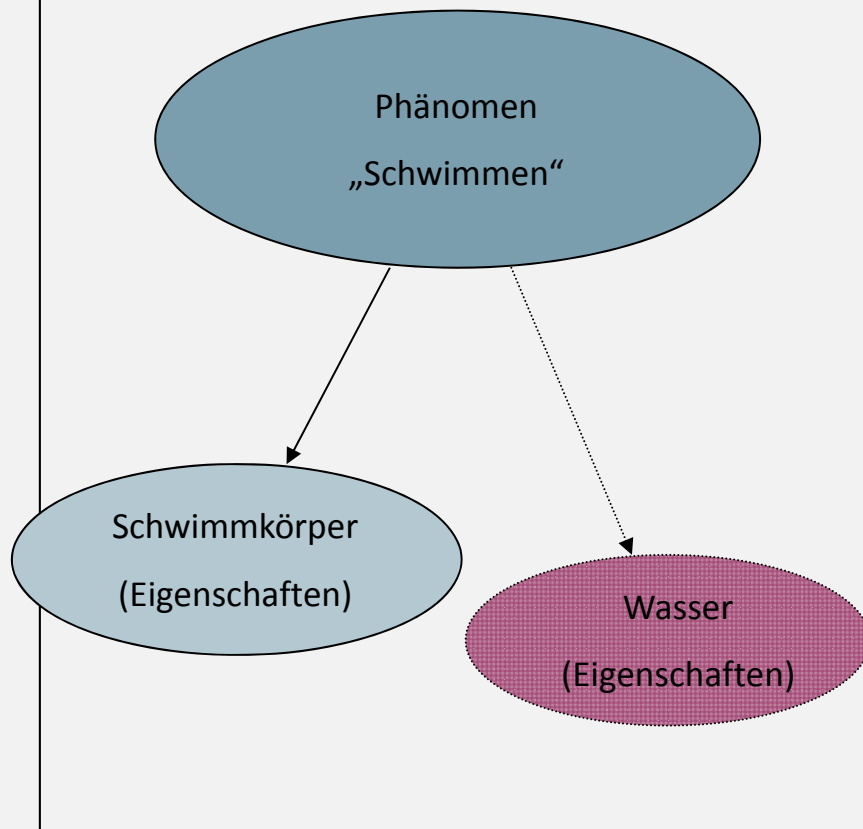 Phänomen
„Schwimmen“
Schwimmkörper
(Eigenschaften)
Wasser
(Eigenschaften)